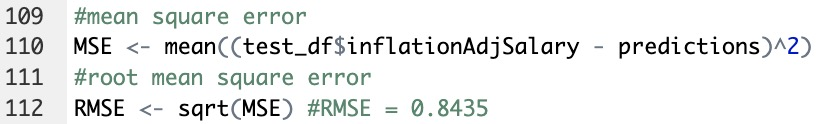 109 #mean square error
110 MSE <- mean((test_df$inflationAdjSalary - predictions)^2)
111 #root mean square error
112 RMSE <- sqrt(MSE) #RMSE = 0.8435